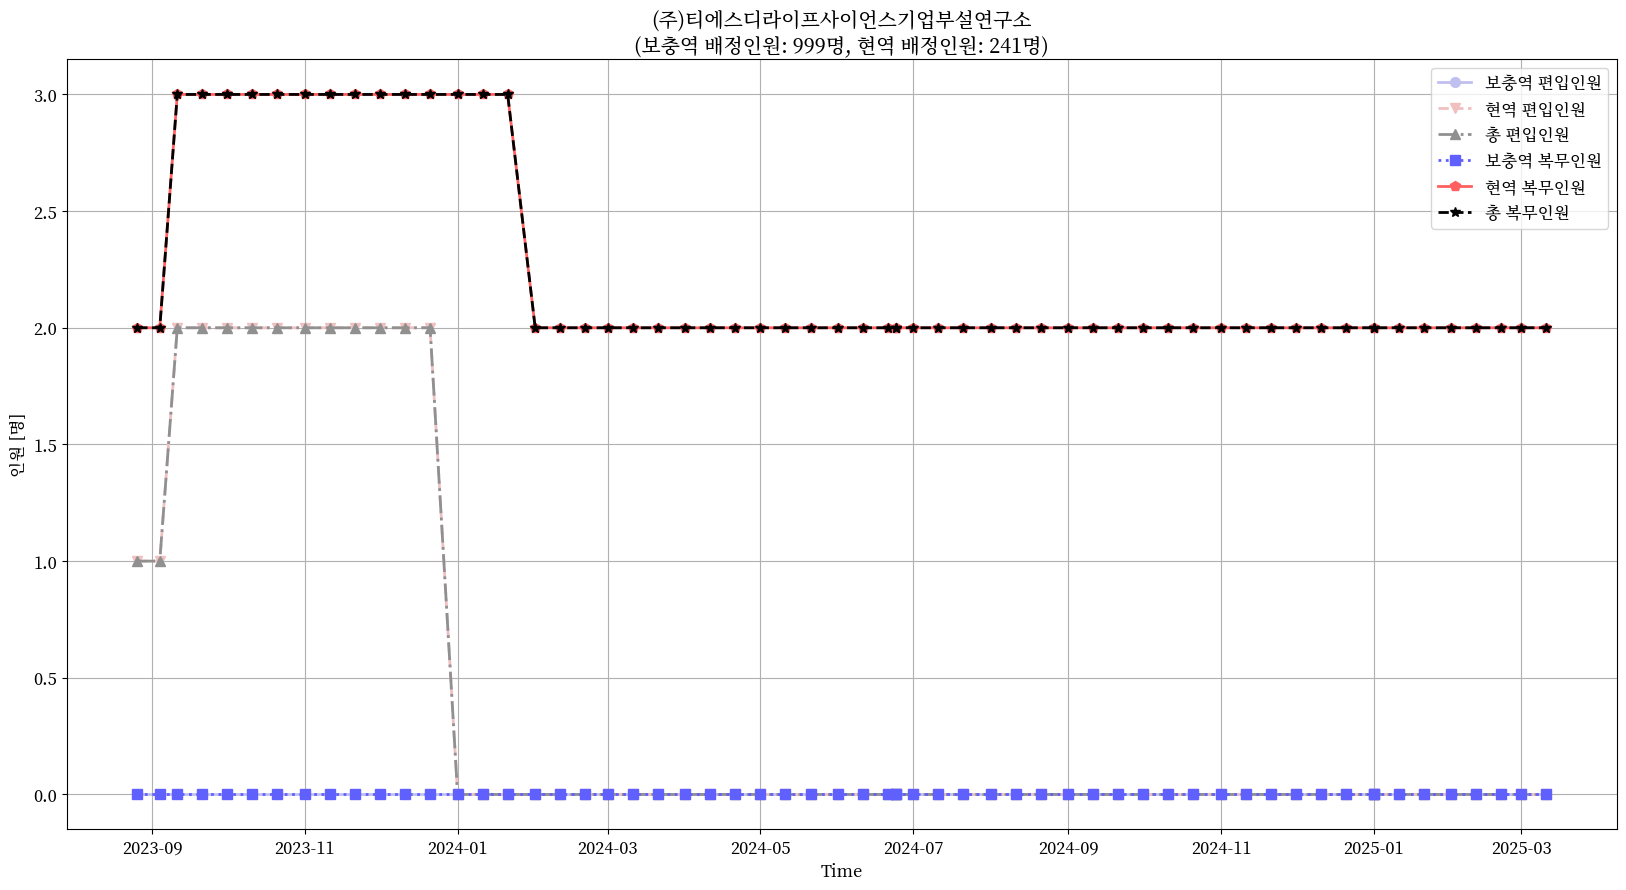 (주)티에스디라이프사이언스기업부설연구소
(보충역 배정인원: 999명, 현역 배정인원: 241명)
보충역 편입인원
현역 편입인원
총 편입인원
보충역 복무인원
현역 복무인원
총 복무인원
인원 [명]
3.0
2.5
2.0
1.5
1.0
0.5
0.0
2023-09
2023-11
2024-01
2024-03
2024-05
2024-07
2024-09
2024-11
2025-01
2025-03
Time